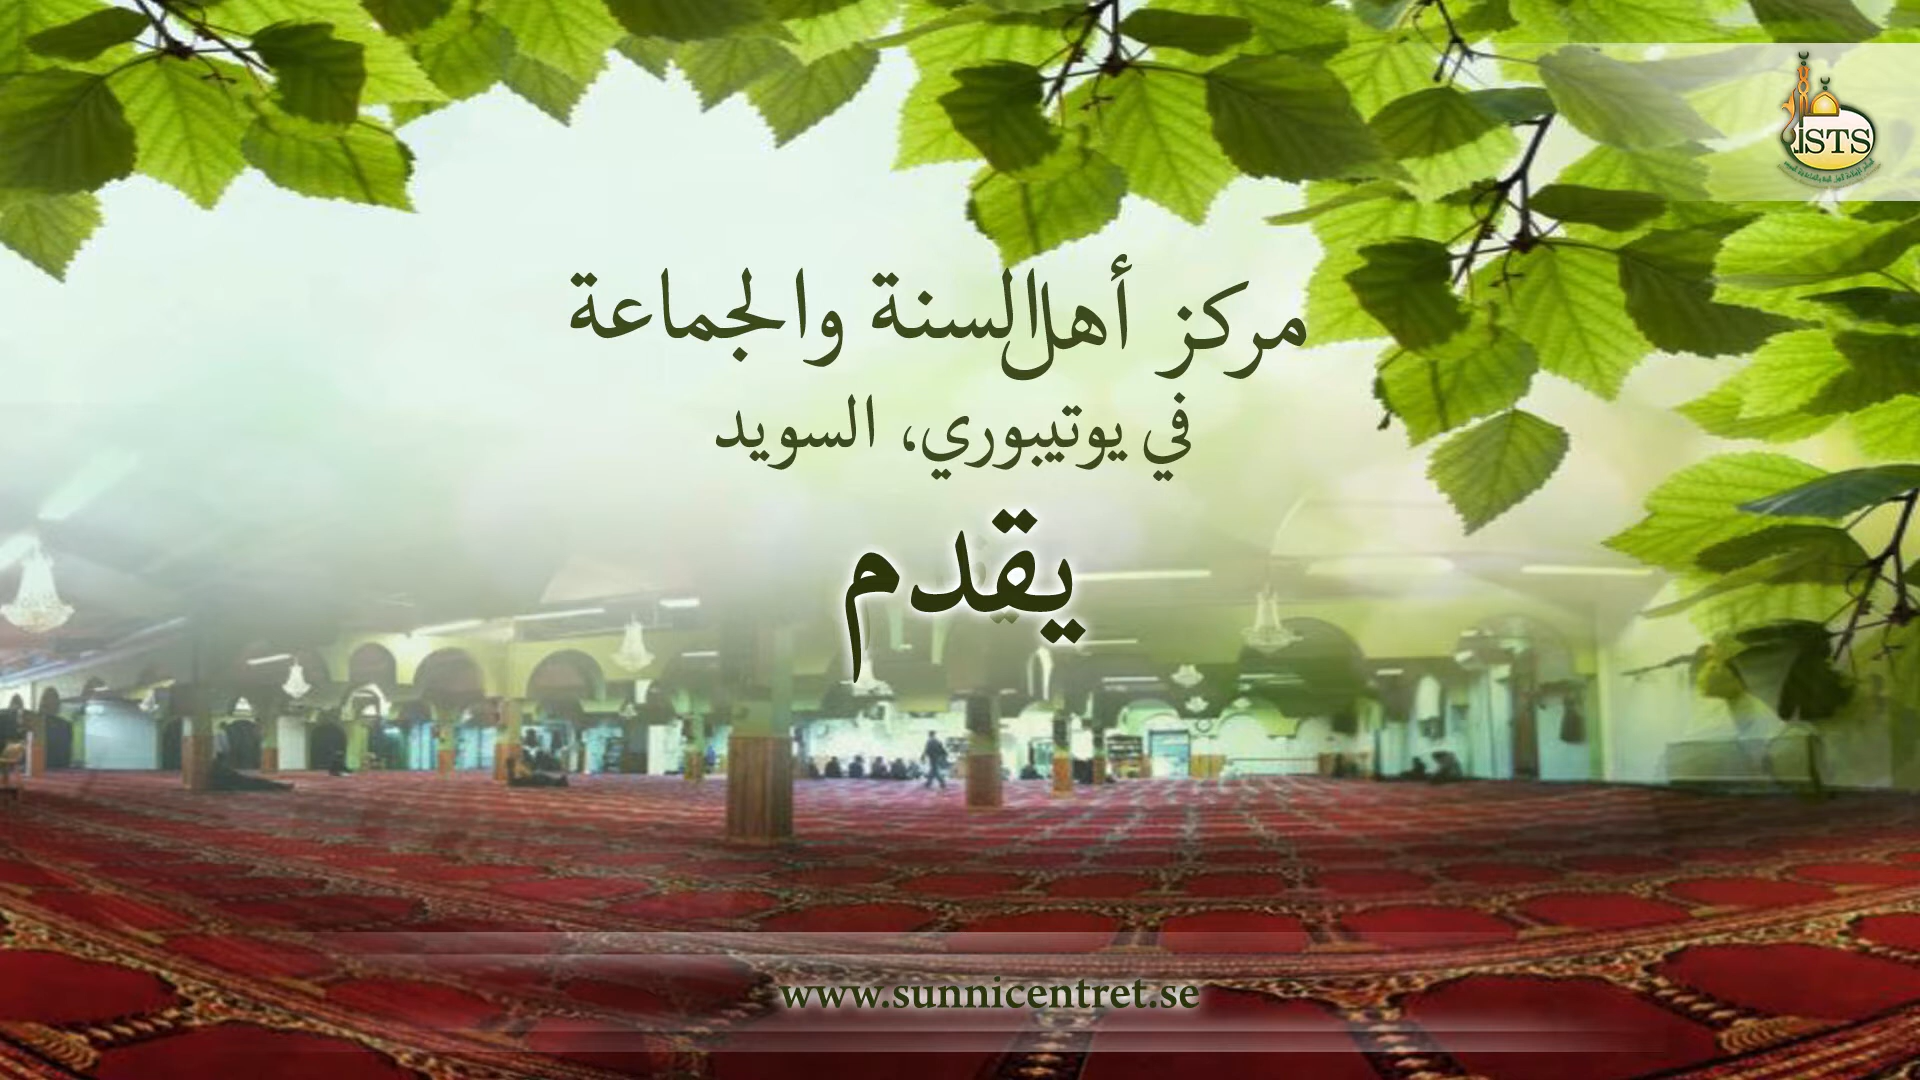 ISTS
مركز أهل السنة والجماعة
في يوتيبوري، السويد
يقدم
www.sunnicentret.se